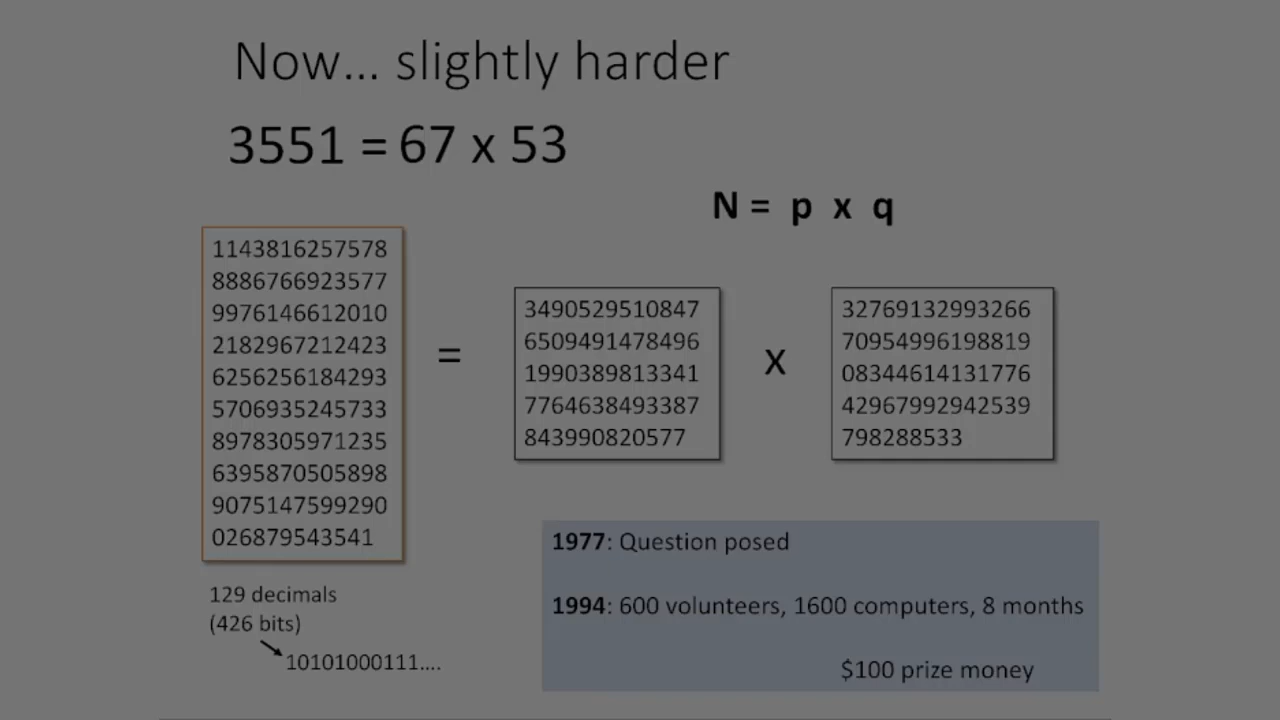 Now... slightly harder
3551 = 67 x 53
N = p x q
1143816257578
8886766923577
9976146612010
2182967212423
6256256184293
5706935245733
8978305971235
6395870505898
9075147599290
026879543541
=
3490529510847
6509491478496
1990389813341
7764638493387
843990820577
x
32769132993266
70954996198819
08344614131776
42967992942539
798288533
129 decimals
(426 bits)
10101000111....
1977: Question posed
1994: 600 volunteers, 1600 computers, 8 months
$100 prize money